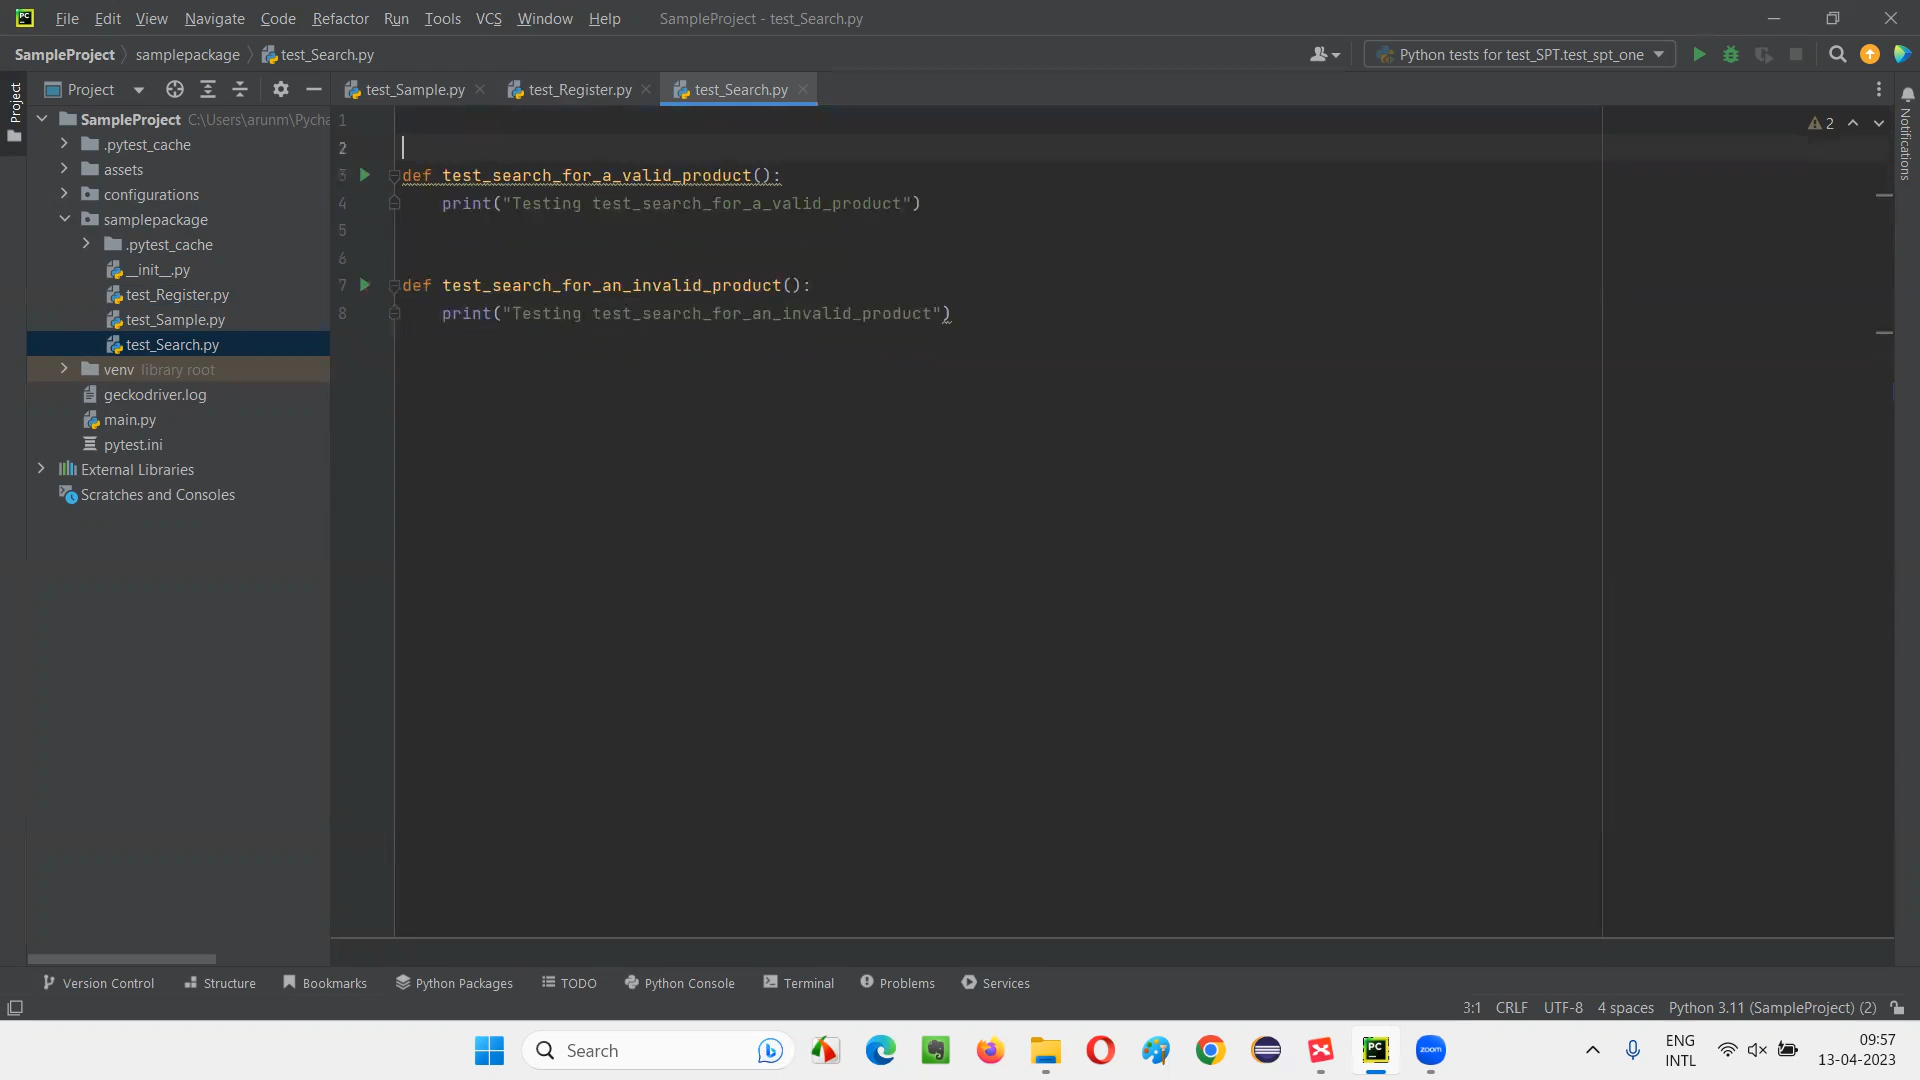 PC File Edit View Navigate Code Refactor Run Tools VCS Window Help SampleProject - test_Search.py
SampleProject samplepackage test_Search.py Python tests for test_SPT.test_spt_one
Project test_Sample.py test_Register.py test_Search.py
Project
Notifications
SampleProject C:\Users\arunm\Pycha
.pytest_cache
assets
configurations
samplepackage
.pytest_cache
__init__.py
test_Register.py
test_Sample.py
test_Search.py
venv library root
geckodriver.log
main.py
pytest.ini
External Libraries
Scratches and Consoles
2
1
2
3 def test_search_for_a_valid_product():
4 print("Testing test_search_for_a_valid_product")
5
6
7 def test_search_for_an_invalid_product():
8 print("Testing test_search_for_an_invalid_product")
Version Control Structure Bookmarks Python Packages TODO Python Console Terminal Problems Services
3:1 CRLF UTF-8 4 spaces Python 3.11 (SampleProject) (2)
Search PC zoom
ENG
INTL
09:57
13-04-2023